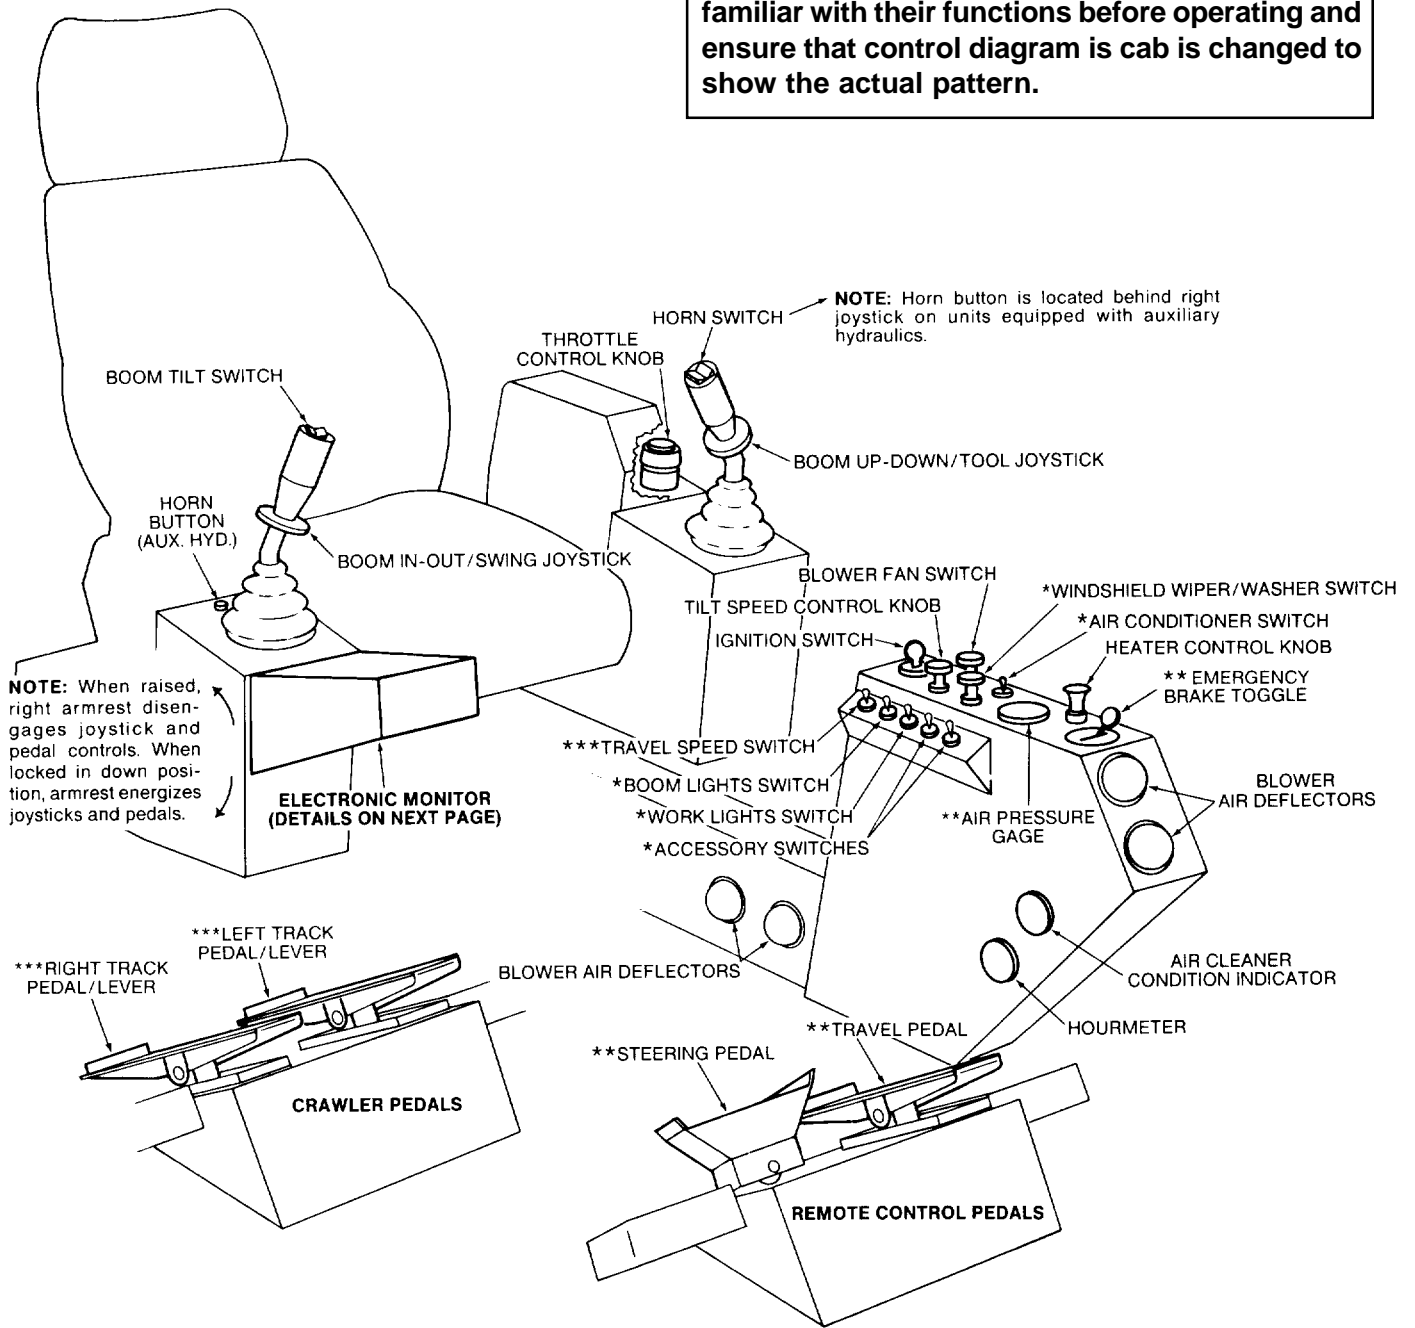 familiar with their functions before operating and
ensure that control diagram is cab is changed to
show the actual pattern.
NOTE: Horn button is located behind right
joystick on units equipped with auxiliary
hydraulics.
HORN SWITCH
THROTTLE
CONTROL KNOB
BOOM TILT SWITCH
BOOM UP-DOWN/TOOL JOYSTICK
HORN
BUTTON
(AUX. HYD.)
BOOM IN-OUT/SWING JOYSTICK
BLOWER FAN SWITCH
*WINDSHIELD WIPER/WASHER SWITCH
TILT SPEED CONTROL KNOB
*AIR CONDITIONER SWITCH
IGNITION SWITCH
HEATER CONTROL KNOB
**EMERGENCY
BRAKE TOGGLE
NOTE: When raised,
right armrest disen-
gages joystick and
pedal controls. When
locked in down posi-
tion, armrest energizes
joysticks and pedals.
***TRAVEL SPEED SWITCH
*BOOM LIGHTS SWITCH
BLOWER
AIR DEFLECTORS
ELECTRONIC MONITOR
(DETAILS ON NEXT PAGE)
*WORK LIGHTS SWITCH
**AIR PRESSURE
GAGE
*ACCESSORY SWITCHES
***LEFT TRACK
PEDAL/LEVER
***RIGHT TRACK
PEDAL/LEVER
BLOWER AIR DEFLECTORS
AIR CLEANER
CONDITION INDICATOR
HOURMETER
**TRAVEL PEDAL
**STEERING PEDAL
CRAWLER PEDALS
REMOTE CONTROL PEDALS